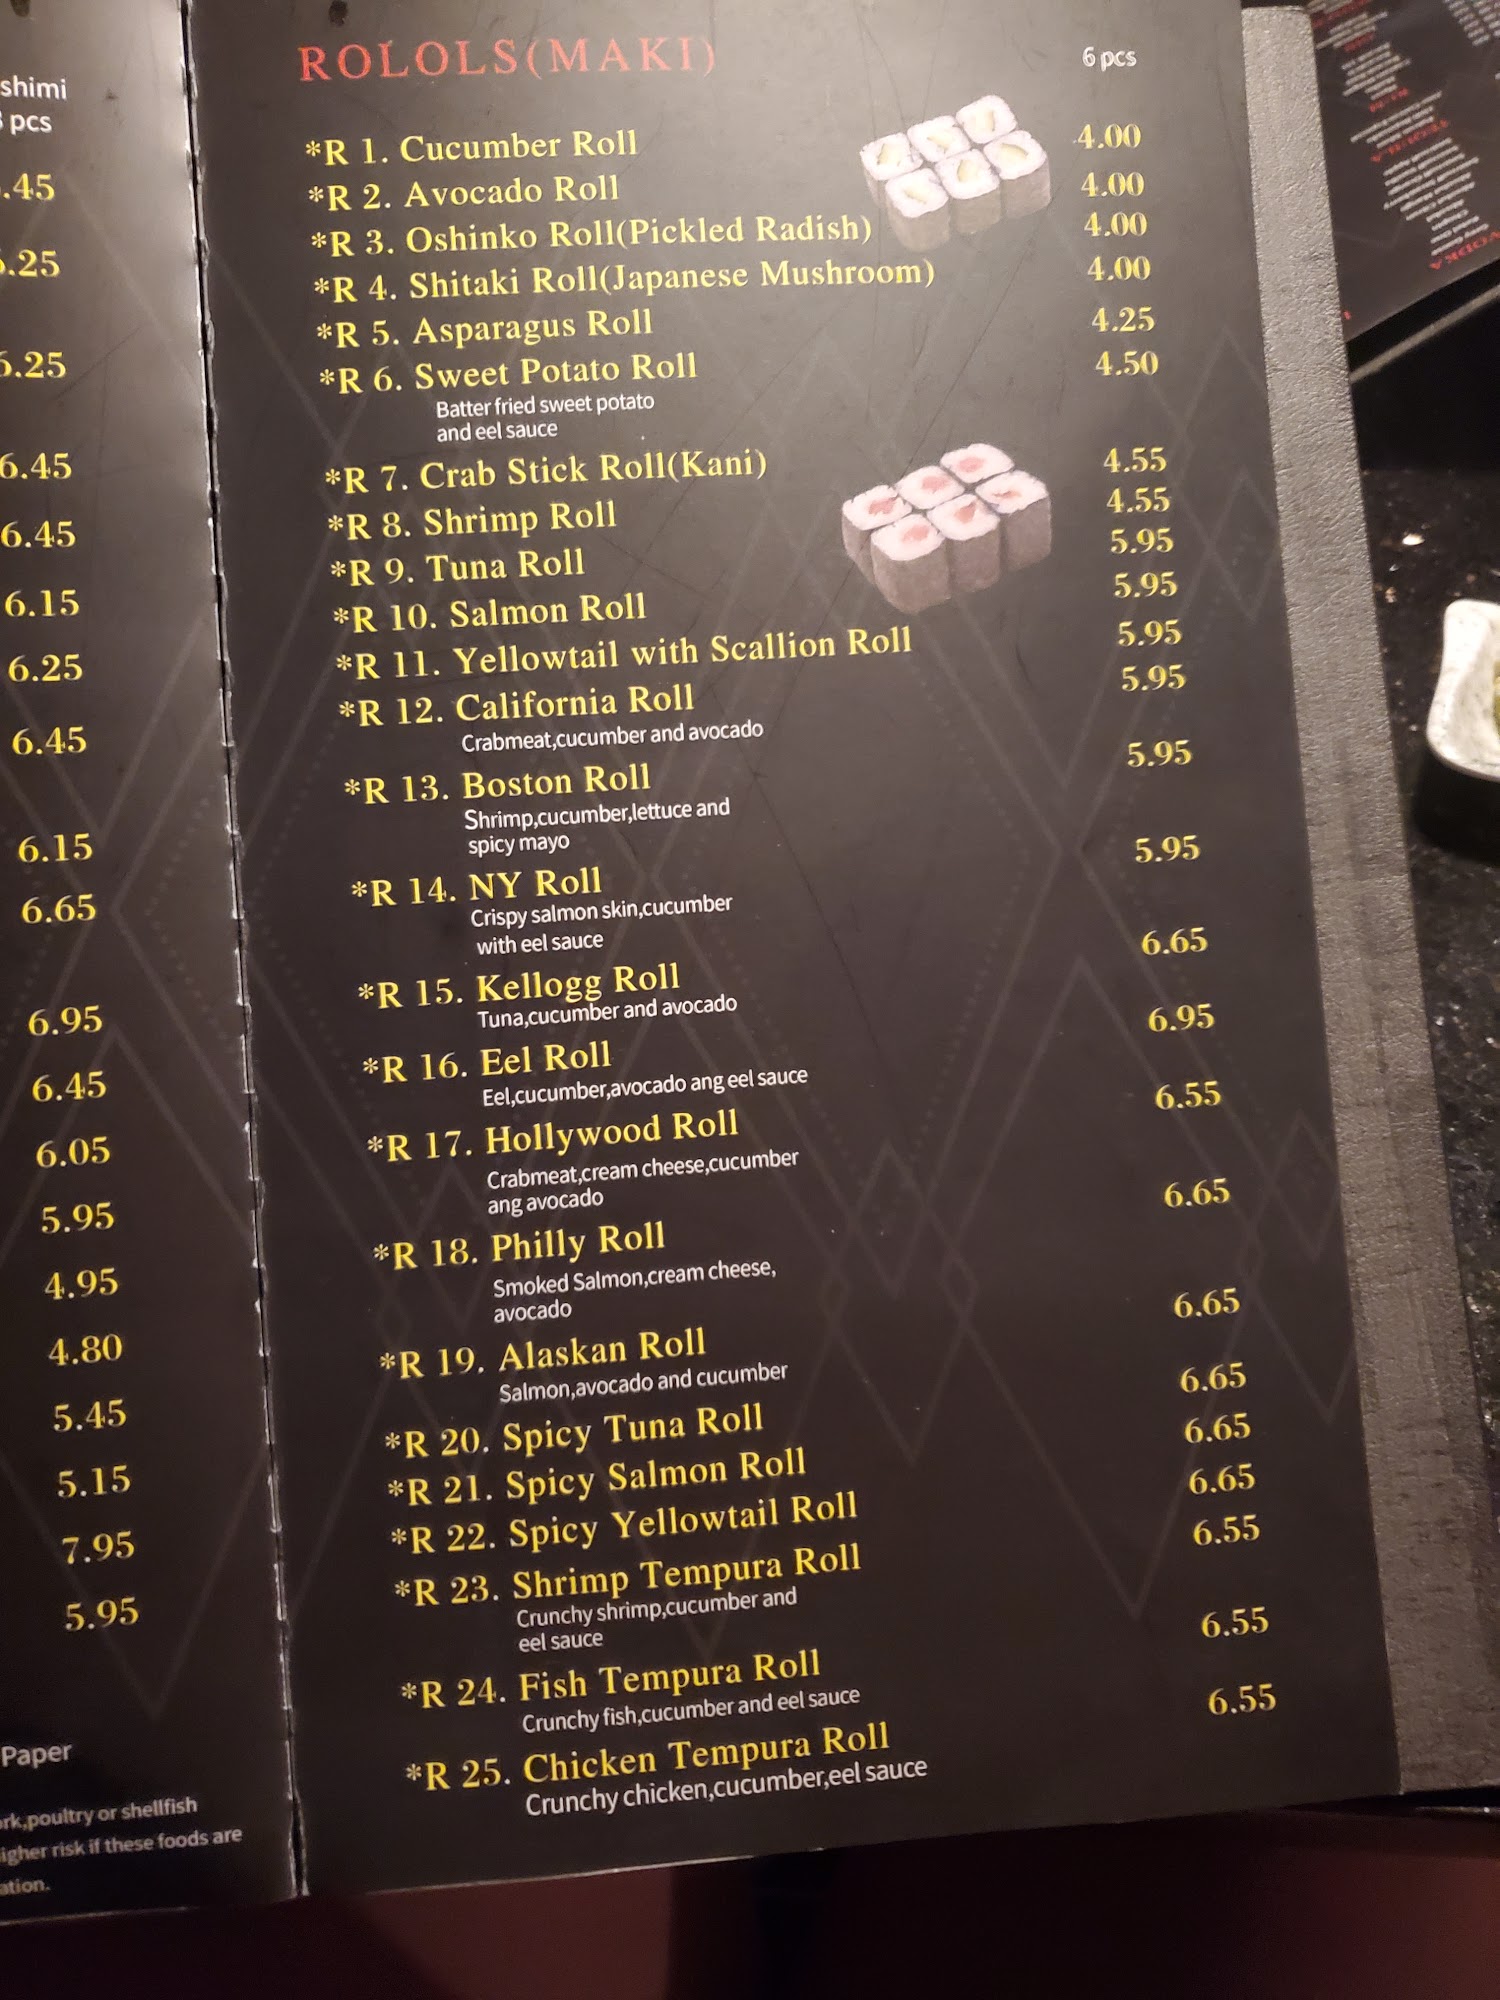 shimi
pcs
.45
.25
.25
6.45
6.45
6.15
6.25
6.45
6.15
6.65
6.95
6.45
6.05
5.95
4.95
4.80
5.45
5.15
7.95
5.95
Paper
rk,poultry or shellfish
igher risk if these foods are
ation.
ROLOLS(MAKI)
6 pcs
*R 1. Cucumber Roll 4.00
*R 2. Avocado Roll 4.00
*R 3. Oshinko Roll(Pickled Radish) 4.00
*R 4. Shitaki Roll(Japanese Mushroom) 4.00
*R 5. Asparagus Roll 4.25
*R 6. Sweet Potato Roll 4.50
Batter fried sweet potato
and eel sauce
*R 7. Crab Stick Roll(Kani) 4.55
*R 8. Shrimp Roll 4.55
*R 9. Tuna Roll 5.95
*R 10. Salmon Roll 5.95
*R 11. Yellowtail with Scallion Roll 5.95
*R 12. California Roll 5.95
Crabmeat,cucumber and avocado
*R 13. Boston Roll 5.95
Shrimp,cucumber,lettuce and
spicy mayo
*R 14. NY Roll 5.95
Crispy salmon skin,cucumber
with eel sauce
*R 15. Kellogg Roll 6.65
Tuna,cucumber and avocado
*R 16. Eel Roll 6.95
Eel,cucumber,avocado ang eel sauce
*R 17. Hollywood Roll 6.55
Crabmeat,cream cheese,cucumber
ang avocado
*R 18. Philly Roll 6.65
Smoked Salmon,cream cheese,
avocado
*R 19. Alaskan Roll 6.65
Salmon,avocado and cucumber
*R 20. Spicy Tuna Roll 6.65
*R 21. Spicy Salmon Roll 6.65
*R 22. Spicy Yellowtail Roll 6.65
*R 23. Shrimp Tempura Roll 6.55
Crunchy shrimp,cucumber and
eel sauce
*R 24. Fish Tempura Roll 6.55
Crunchy fish,cucumber and eel sauce
*R 25. Chicken Tempura Roll 6.55
Crunchy chicken,cucumber,eel sauce
VODKA